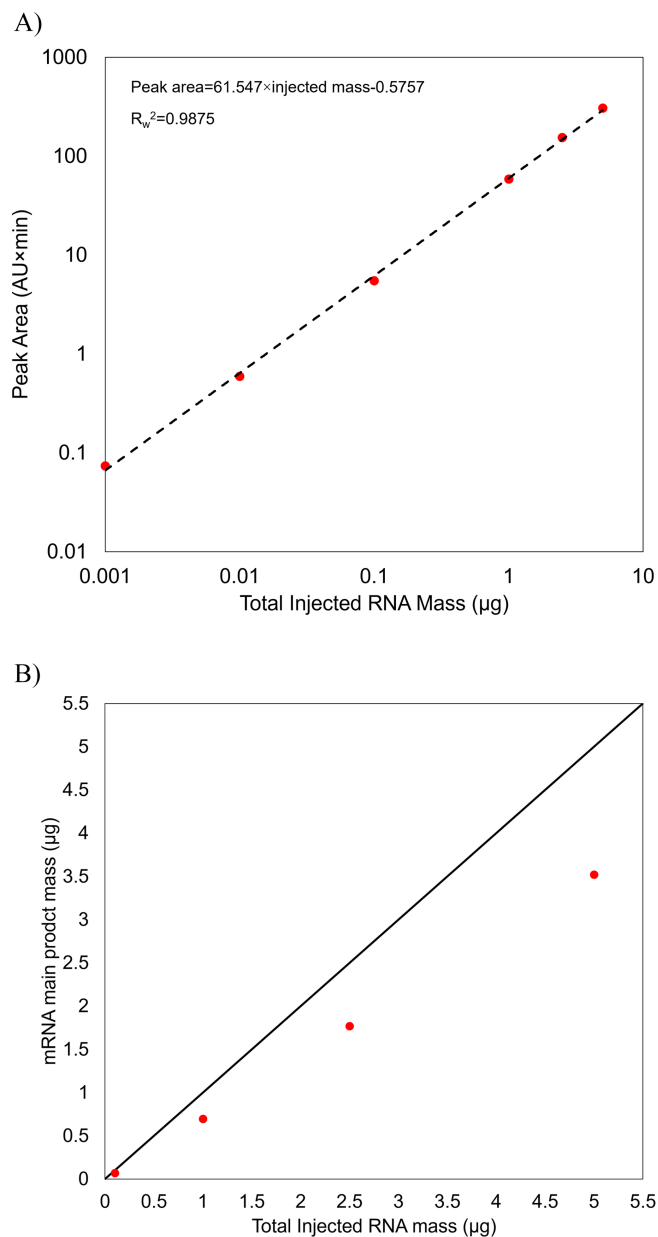 A)
1000
Peak area=61.547×injected mass-0.5757
Rw²=0.9875
100
10
1
0.1
0.01
Peak Area (AU×min)
0.001 0.01 0.1 1 10
Total Injected RNA Mass (µg)
B)
5.5
5
4.5
4
3.5
3
2.5
2
1.5
1
0.5
0
mRNA main prodct mass (µg)
0 0.5 1 1.5 2 2.5 3 3.5 4 4.5 5 5.5
Total Injected RNA mass (µg)